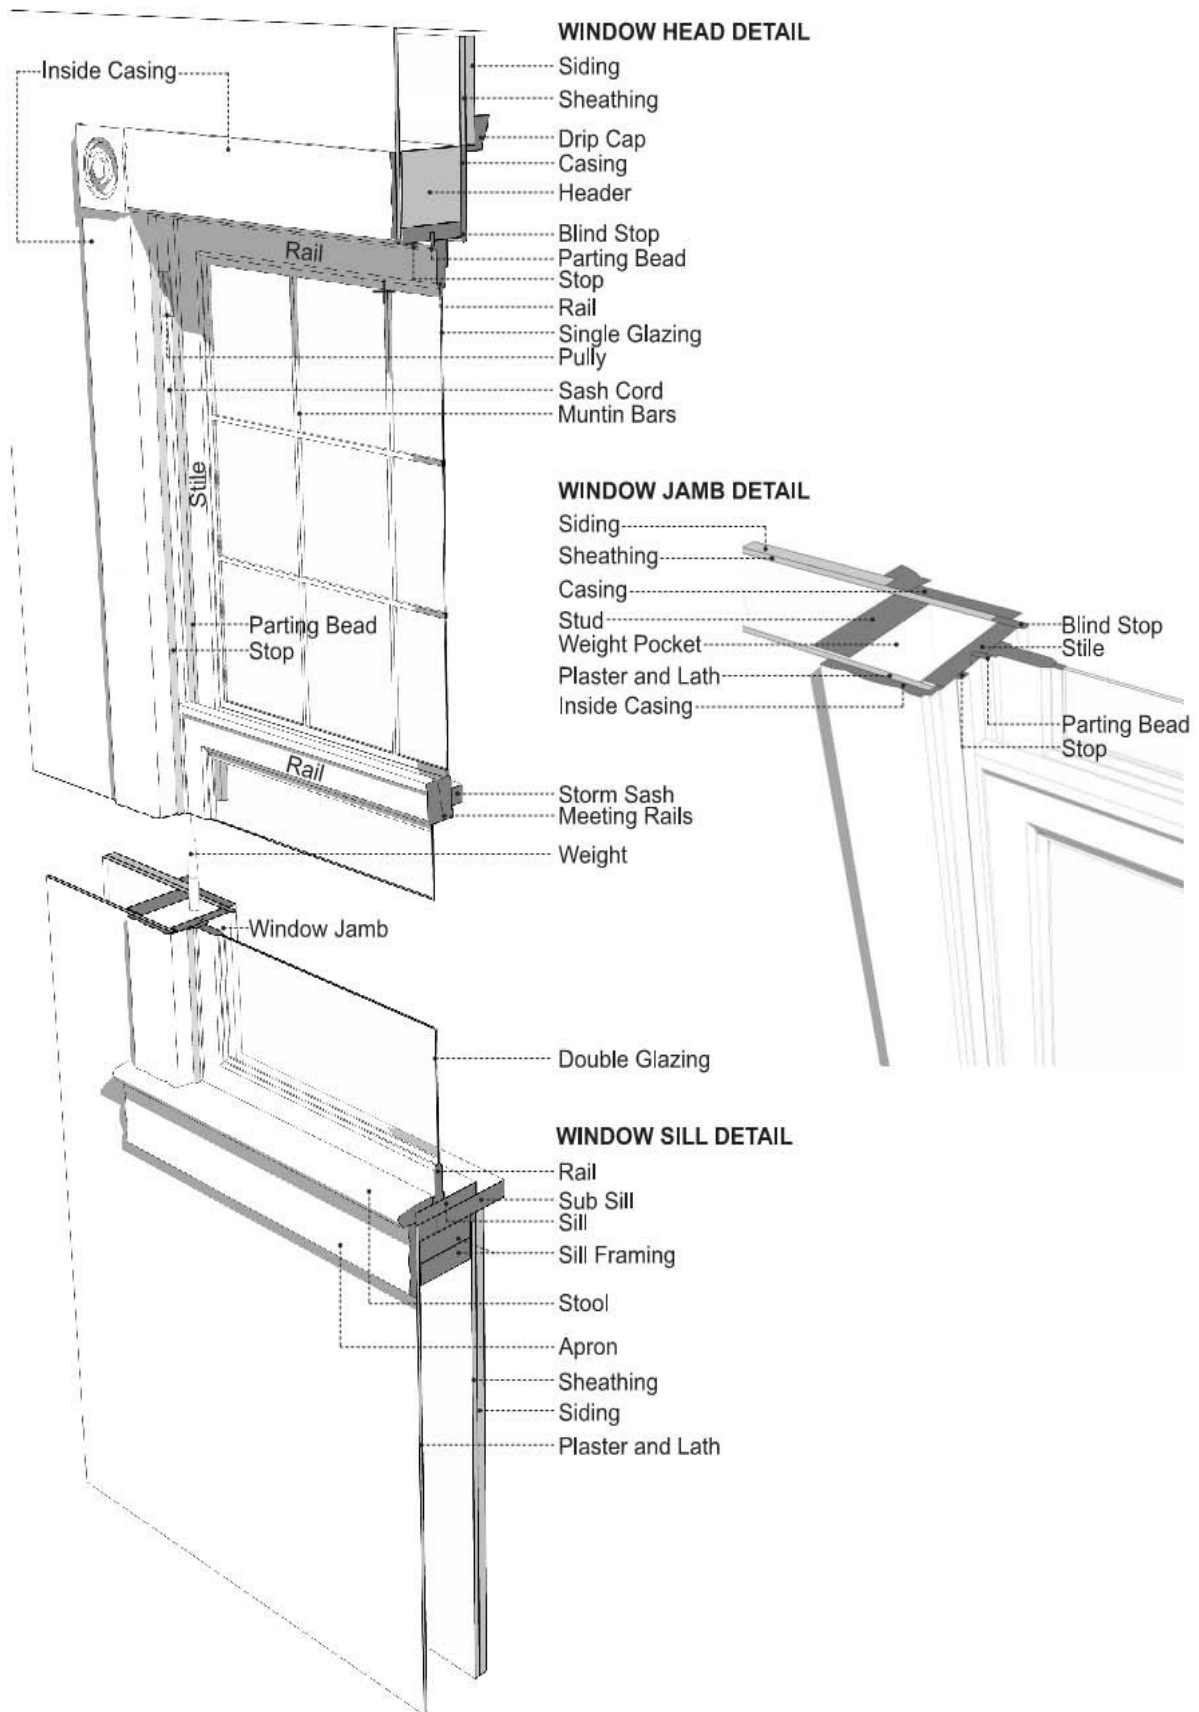 WINDOW HEAD DETAIL
Siding
Inside Casing
Sheathing
Drip Cap
Casing
Header
Blind Stop
Rail
Parting Bead
Stop
Rail
Single Glazing
Pully
Sash Cord
Muntin Bars
Stile
Parting Bead
Stop
Rail
Storm Sash
Meeting Rails
Weight
Window Jamb
Double Glazing
WINDOW JAMB DETAIL
Siding
Sheathing
Casing
Stud
Weight Pocket
Plaster and Lath
Inside Casing
Blind Stop
Stile
Parting Bead
Stop
WINDOW SILL DETAIL
Rail
Sub Sill
Sill
Sill Framing
Stool
Apron
Sheathing
Siding
Plaster and Lath